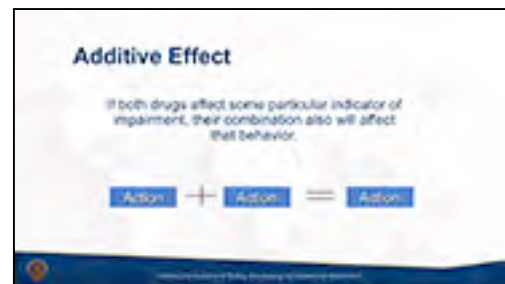 Additive Effect
If both drugs affect some particular indicator of
impairment, their combination also will affect
that behavior.
Action + Action = Action